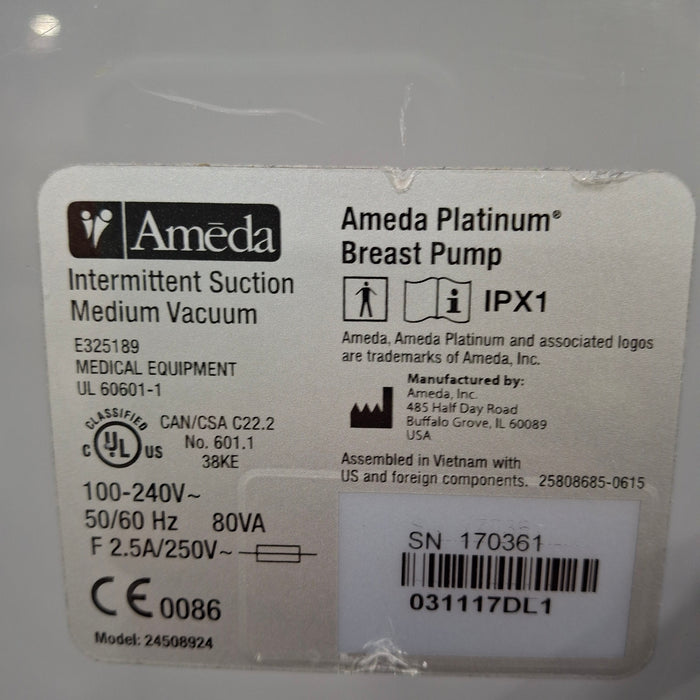 Amēda
Intermittent Suction
Medium Vacuum
E325189
MEDICAL EQUIPMENT
UL 60601-1
CLASSIFIED
C UL US
CAN/CSA C22.2
No. 601.1
38KE
100-240V~
50/60 Hz 80VA
F 2.5A/250V~
CE 0086
Model: 24508924
Ameda Platinum®
Breast Pump
i IPX1
Ameda, Ameda Platinum and associated logos
are trademarks of Ameda, Inc.
Manufactured by:
Ameda, Inc.
485 Half Day Road
Buffalo Grove, IL 60089
USA
Assembled in Vietnam with
US and foreign components. 25808685-0615
SN 170361
031117DL1